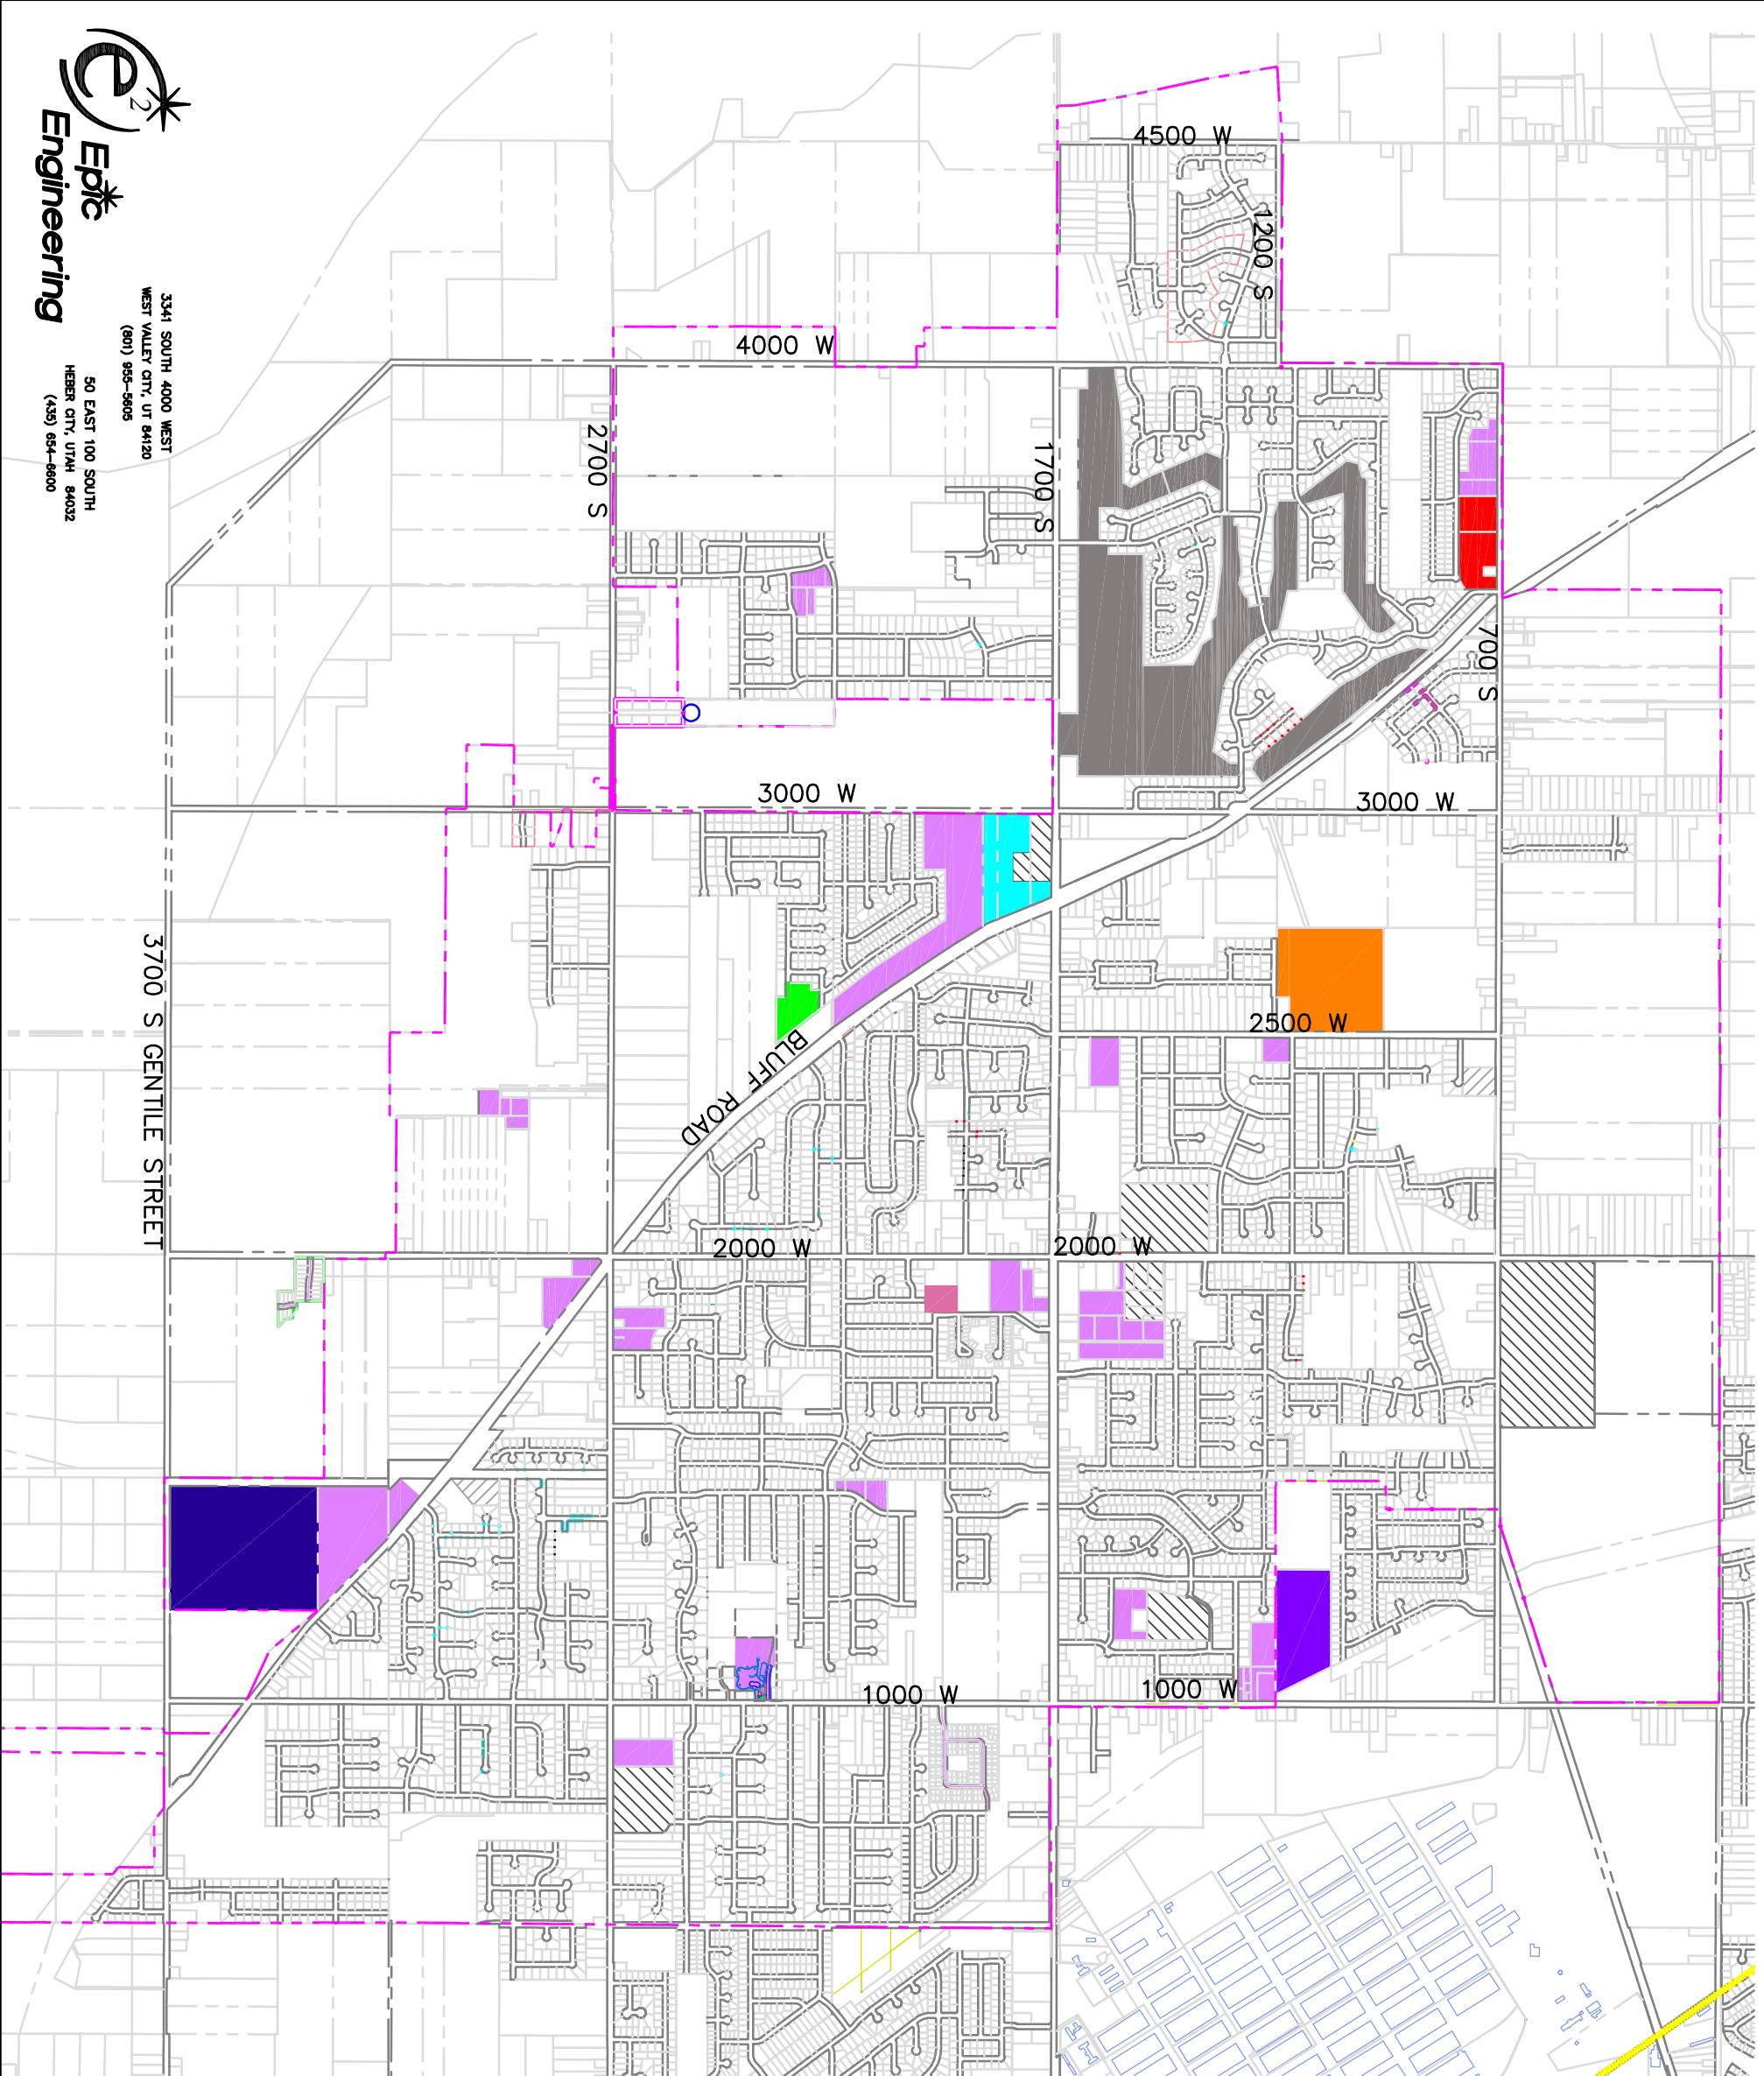 e2
Epic
Engineering
3341 SOUTH 4000 WEST
WEST VALLEY CITY, UT 84120
(801) 955-5605
50 EAST 100 SOUTH
HEBER CITY, UTAH 84032
(435) 654-6600
4500 W
1200 S
4000 W
2700 S
1700 S
700 S
3000 W
3000 W
3700 S GENTILE STREET
2500 W
BLUFF ROAD
2000 W
2000 W
1000 W
1000 W